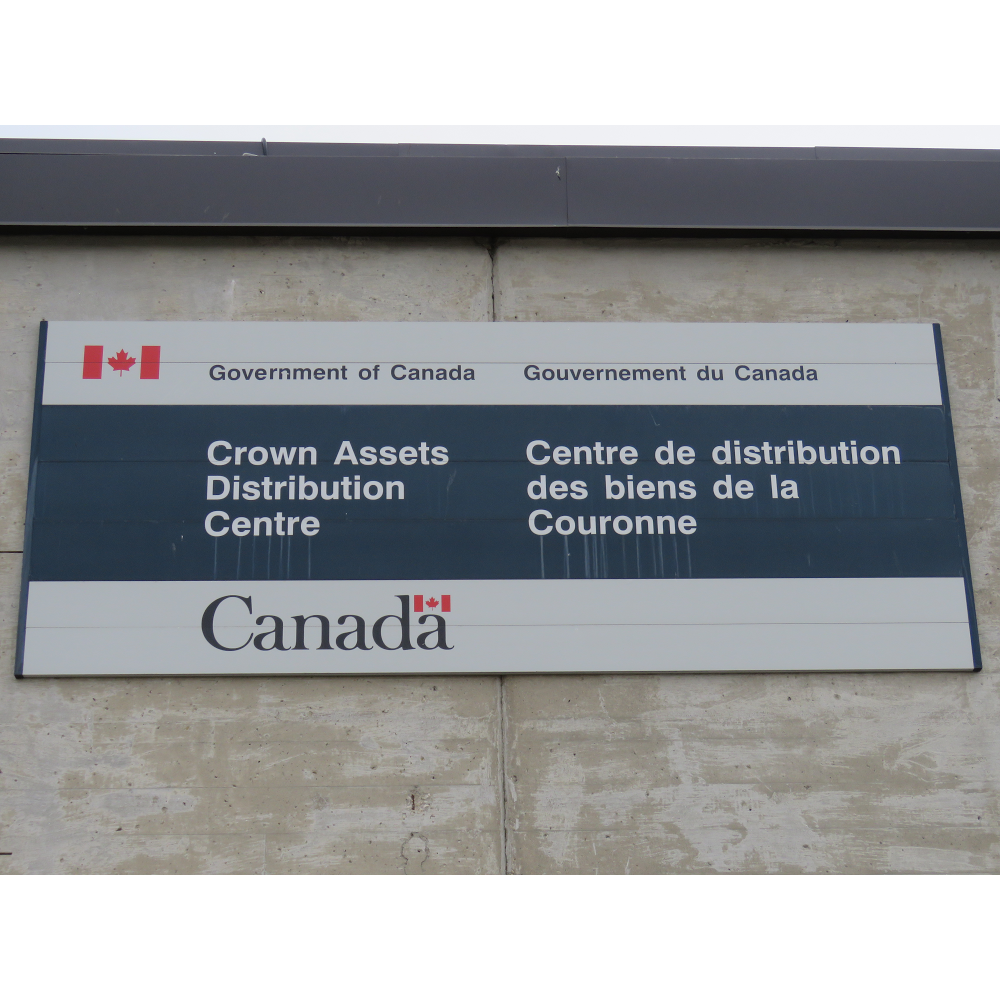 Government of Canada
Gouvernement du Canada
Crown Assets
Distribution
Centre
Centre de distribution
des biens de la
Couronne
Canada